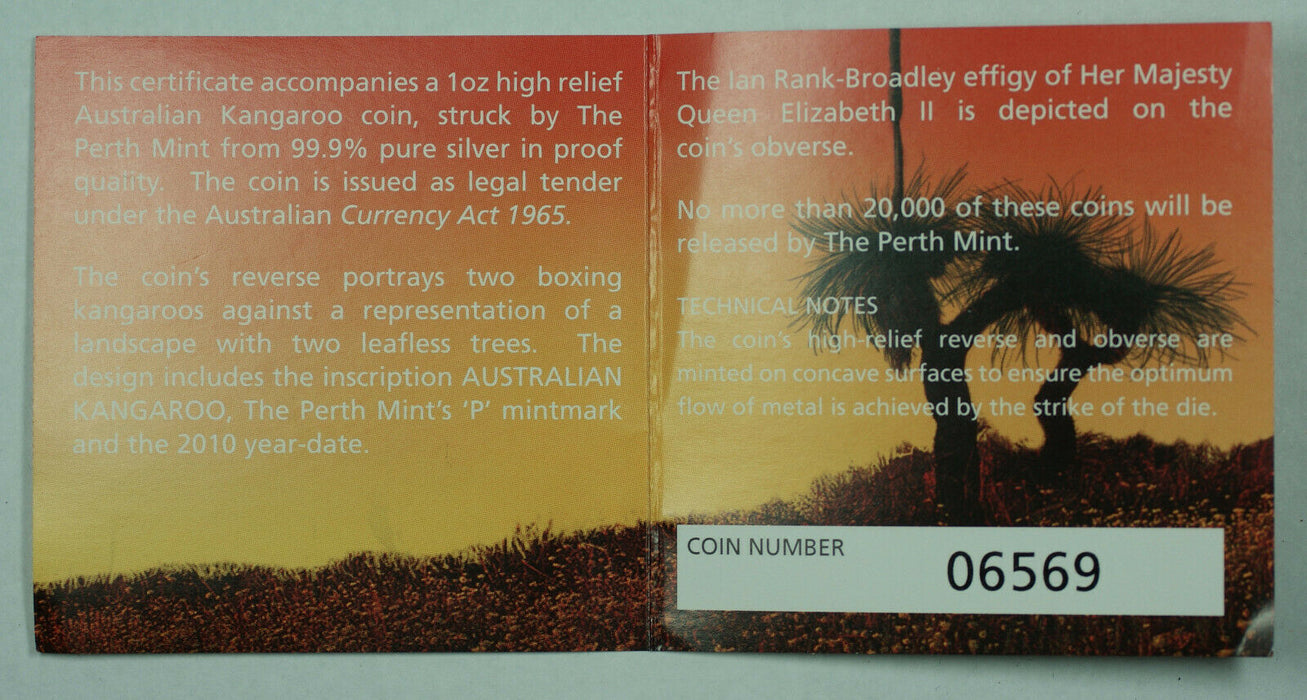 This certificate accompanies a 1oz high relief
Australian Kangaroo coin, struck by The
Perth Mint from 99.9% pure silver in proof
quality. The coin is issued as legal tender
under the Australian Currency Act 1965.
The coin's reverse portrays two boxing
kangaroos against a representation of a
landscape with two leafless trees. The
design includes the inscription AUSTRALIAN
KANGAROO, The Perth Mint's 'P' mintmark
and the 2010 year-date.
The Ian Rank-Broadley effigy of Her Majesty
Queen Elizabeth II is depicted on the
coin's obverse.
No more than 20,000 of these coins will be
released by The Perth Mint.
TECHNICAL NOTES
The coin's high-relief reverse and obverse are
minted on concave surfaces to ensure the optimum
flow of metal is achieved by the strike of the die.
COIN NUMBER
06569